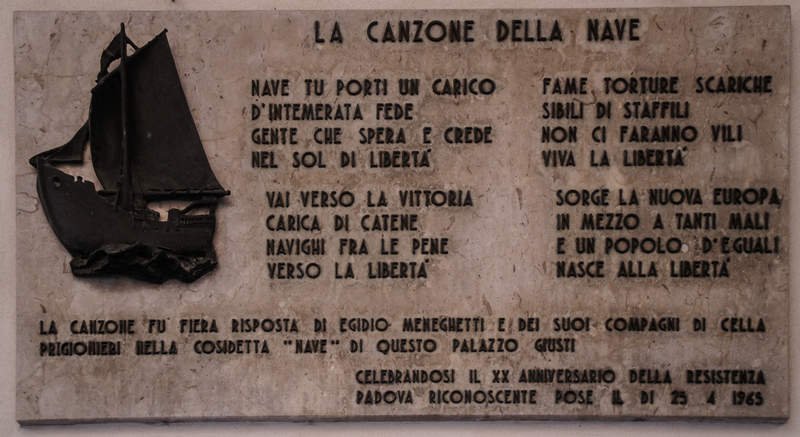 LA CANZONE DELLA NAVE
NAVE TU PORTI UN CARICO
D'INTEMERATA FEDE
GENTE CHE SPERA E CREDE
NEL SOL DI LIBERTÀ
VAI VERSO LA VITTORIA
CARICA DI CATENE
NAVIGHI FRA LE PENE
VERSO LA LIBERTÀ
FAME TORTURE SCARICHE
SIBILI DI STAFFILI
NON CI FARANNO VILI
VIVA LA LIBERTÀ
SORGE LA NUOVA EUROPA
IN MEZZO A TANTI MALI
E UN POPOLO D'EGUALI
NASCE ALLA LIBERTÀ
LA CANZONE FU' FIERA RISPOSTA DI EGIDIO MENEGHETTI E DEI SUOI COMPAGNI DI CELLA
PRIGIONIERI NELLA COSIDETTA "NAVE" DI QUESTO PALAZZO GIUSTI
CELEBRANDOSI IL XX ANNIVERSARIO DELLA RESISTENZA
PADOVA RICONOSCENTE POSE IL DI 25 4 1965